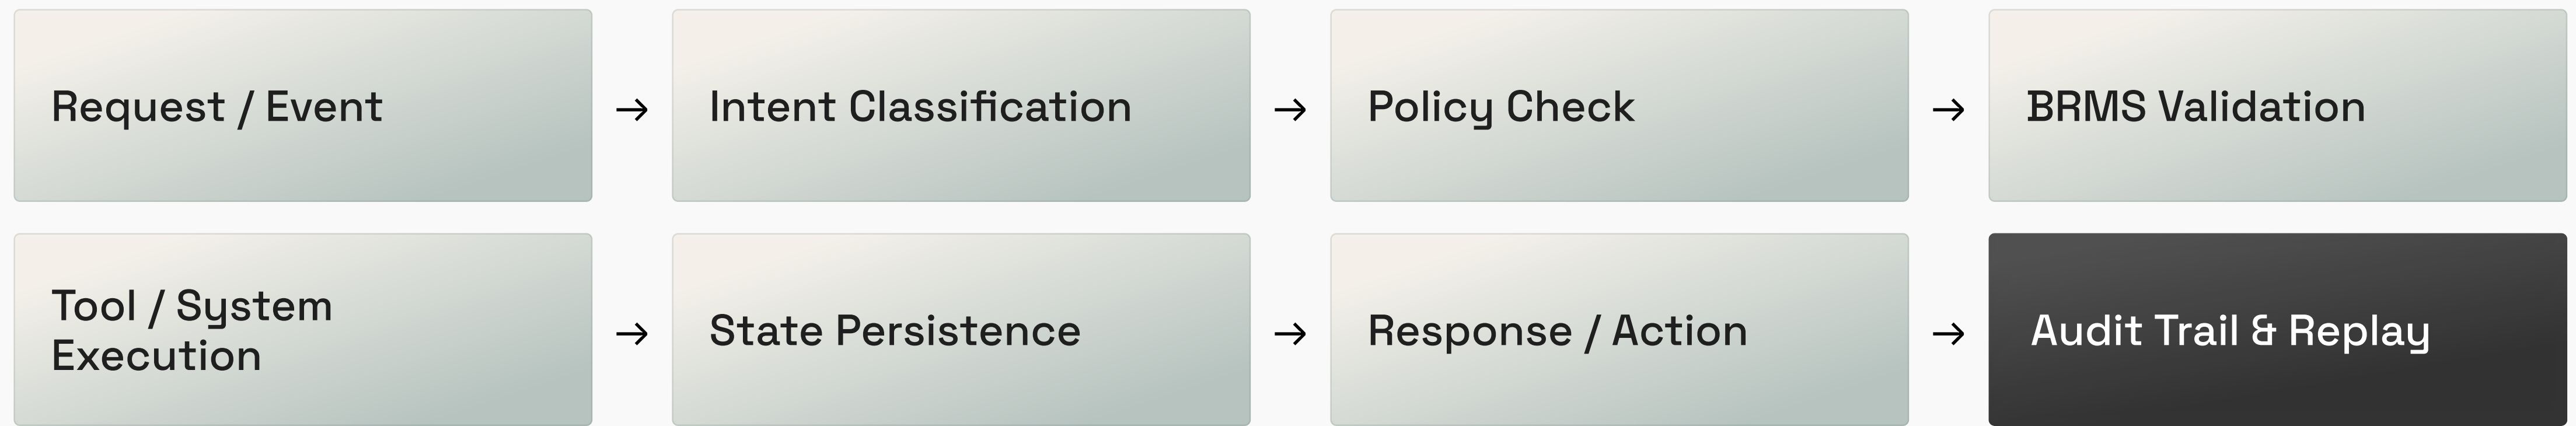 Request / Event
→
Intent Classification
→
Policy Check
→
BRMS Validation
Tool / System
Execution
→
State Persistence
→
Response / Action
→
Audit Trail & Replay